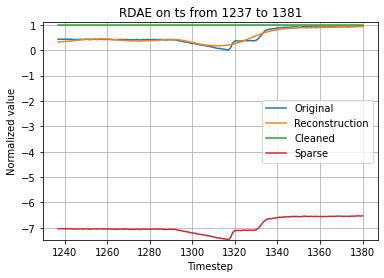 RDAE on ts from 1237 to 1381
1
0
−1
−2
−3
−4
−5
−6
−7
Normalized value
Original
Reconstruction
Cleaned
Sparse
1240 1260 1280 1300 1320 1340 1360 1380
Timestep